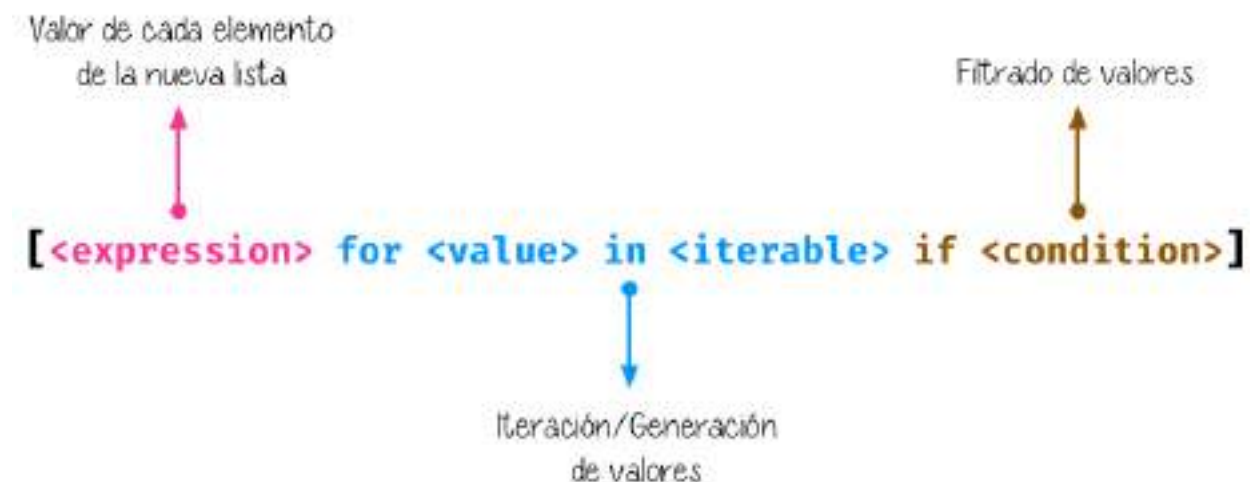 Valor de cada elemento
de la nueva lista
Filtrado de valores
[<expression> for <value> in <iterable> if <condition>]
Iteración/Generación
de valores